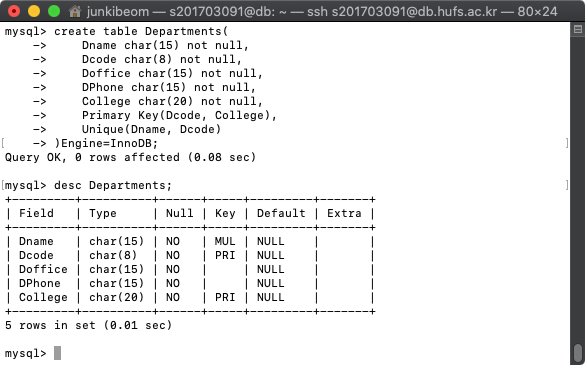 junkibeom — s201703091@db: ~ — ssh s201703091@db.hufs.ac.kr — 80×24
mysql> create table Departments(
    ->     Dname char(15) not null,
    ->     Dcode char(8) not null,
    ->     Doffice char(15) not null,
    ->     DPhone char(15) not null,
    ->     College char(20) not null,
    ->     Primary Key(Dcode, College),
    ->     Unique(Dname, Dcode)
[   -> )Engine=InnoDB;                                                         ]
Query OK, 0 rows affected (0.08 sec)

[mysql> desc Departments;                                                       ]
+---------+----------+------+-----+---------+-------+
| Field   | Type     | Null | Key | Default | Extra |
+---------+----------+------+-----+---------+-------+
| Dname   | char(15) | NO   | MUL | NULL    |       |
| Dcode   | char(8)  | NO   | PRI | NULL    |       |
| Doffice | char(15) | NO   |     | NULL    |       |
| DPhone  | char(15) | NO   |     | NULL    |       |
| College | char(20) | NO   | PRI | NULL    |       |
+---------+----------+------+-----+---------+-------+
5 rows in set (0.01 sec)

mysql>